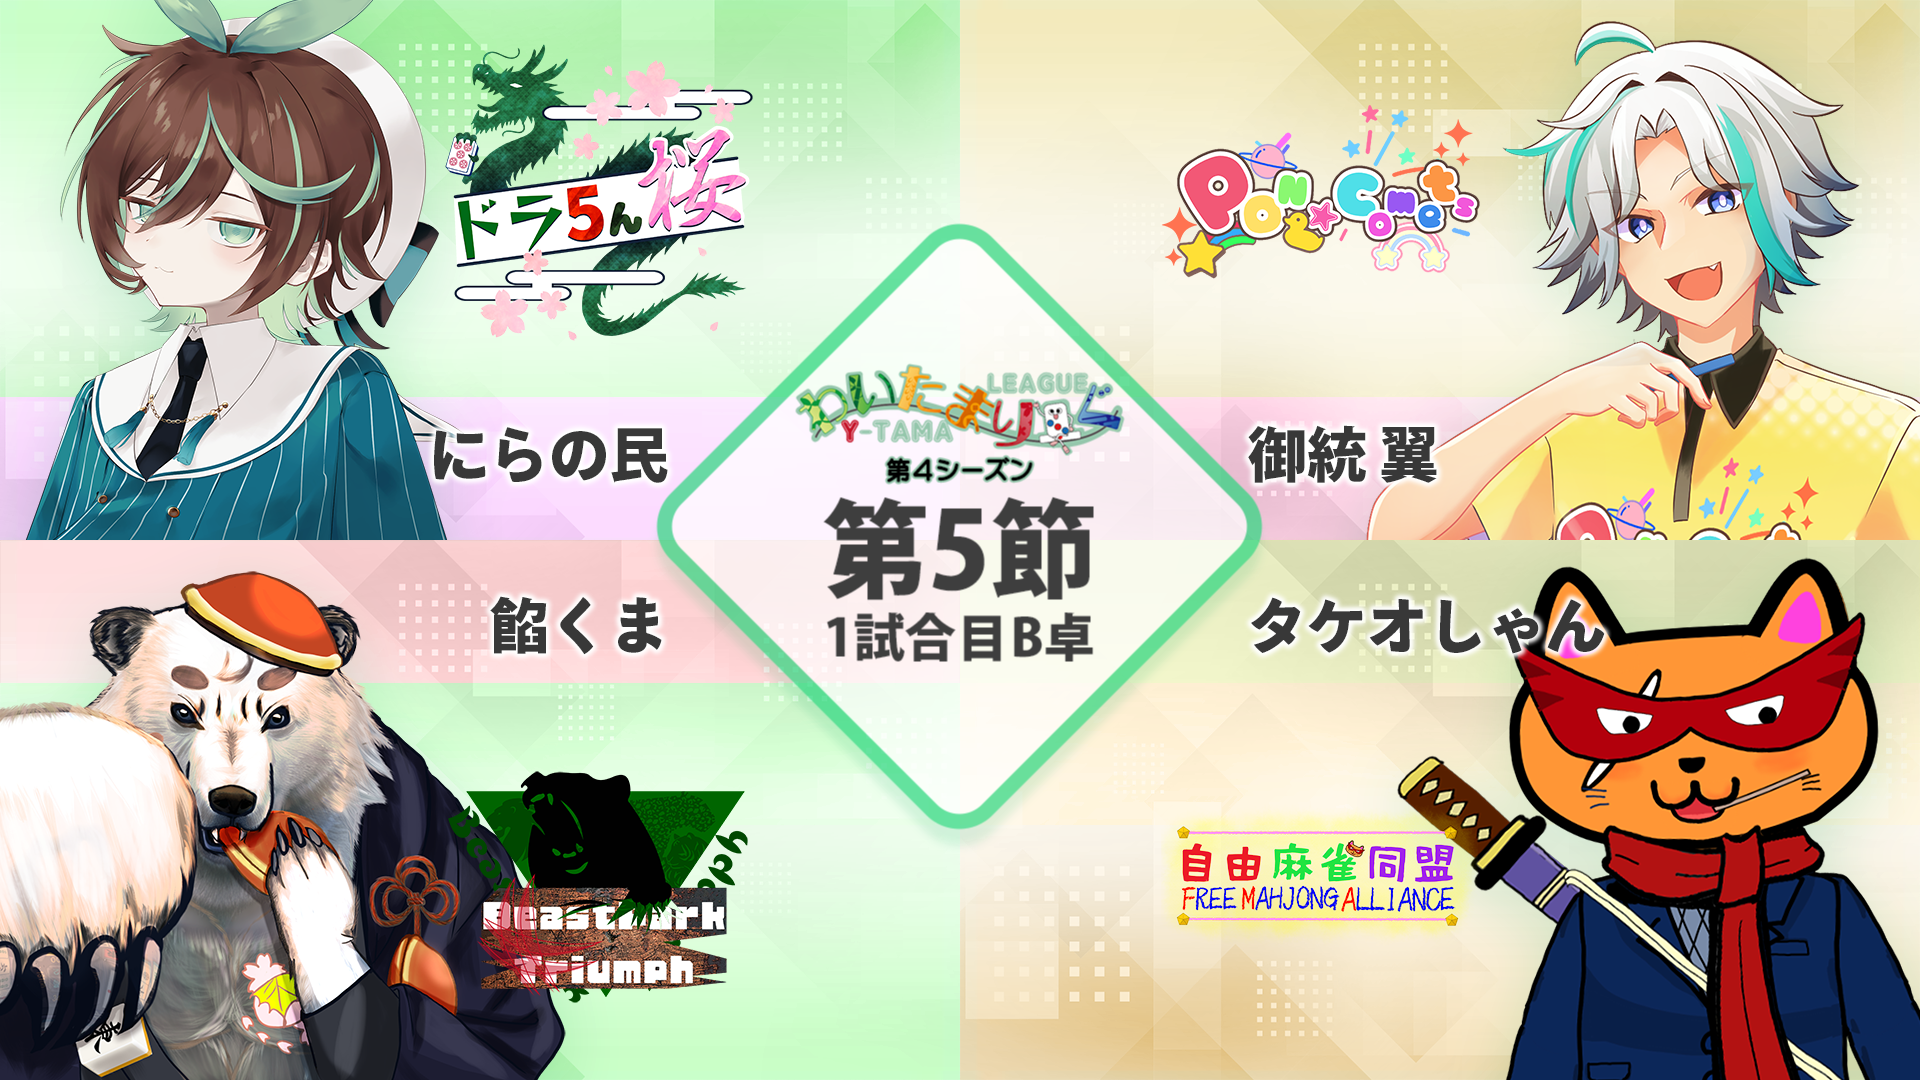 ドラ5ん桜
PON☆Comets
にらの民
わいたまりーぐ
LEAGUE
Y-TAMA
第4シーズン
第5節
1試合目B卓
御統 翼
餡くま
タケオしゃん
Beastmark
Triumph
自由麻雀同盟
FREE MAHJONG ALLIANCE